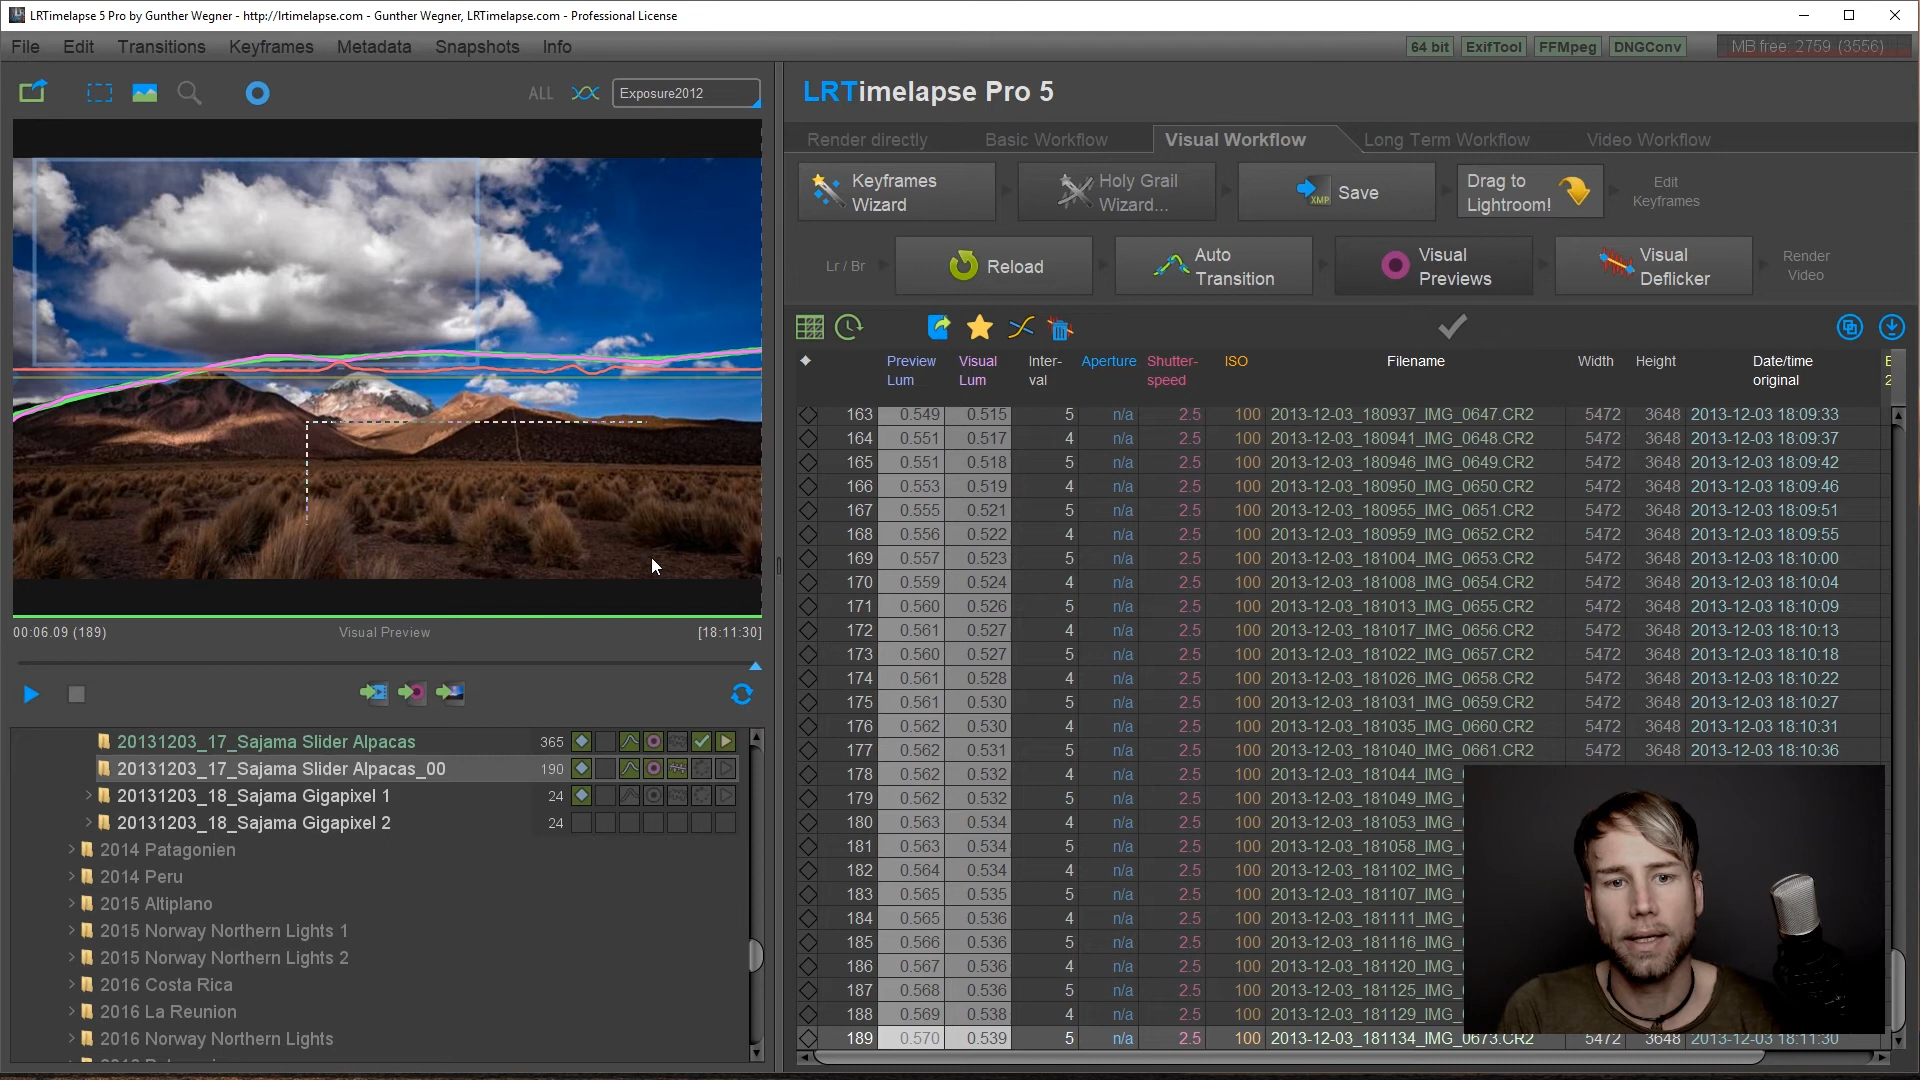 LRTimelapse 5 Pro by Gunther Wegner - http://lrtimelapse.com - Gunther Wegner, LRTimelapse.com - Professional License
File Edit Transitions Keyframes Metadata Snapshots Info
64 bit ExifTool FFMpeg DNGConv MB free: 2759 (3556)
ALL Exposure2012
LRTimelapse Pro 5
Render directly Basic Workflow Visual Workflow Long Term Workflow Video Workflow
Keyframes Wizard
Holy Grail Wizard...
XMP Save
Drag to Lightroom!
Edit Keyframes
Lr / Br
Reload
Auto Transition
Visual Previews
Visual Deflicker
Render Video
Preview Lum Visual Lum Inter-val Aperture Shutter-speed ISO Filename Width Height Date/time original E 2
163 0.549 0.515 5 n/a 2.5 100 2013-12-03_180937_IMG_0647.CR2 5472 3648 2013-12-03 18:09:33
164 0.551 0.517 4 n/a 2.5 100 2013-12-03_180941_IMG_0648.CR2 5472 3648 2013-12-03 18:09:37
165 0.551 0.518 5 n/a 2.5 100 2013-12-03_180946_IMG_0649.CR2 5472 3648 2013-12-03 18:09:42
166 0.553 0.519 4 n/a 2.5 100 2013-12-03_180950_IMG_0650.CR2 5472 3648 2013-12-03 18:09:46
167 0.555 0.521 5 n/a 2.5 100 2013-12-03_180955_IMG_0651.CR2 5472 3648 2013-12-03 18:09:51
168 0.556 0.522 4 n/a 2.5 100 2013-12-03_180959_IMG_0652.CR2 5472 3648 2013-12-03 18:09:55
169 0.557 0.523 5 n/a 2.5 100 2013-12-03_181004_IMG_0653.CR2 5472 3648 2013-12-03 18:10:00
170 0.559 0.524 4 n/a 2.5 100 2013-12-03_181008_IMG_0654.CR2 5472 3648 2013-12-03 18:10:04
171 0.560 0.526 5 n/a 2.5 100 2013-12-03_181013_IMG_0655.CR2 5472 3648 2013-12-03 18:10:09
172 0.561 0.527 4 n/a 2.5 100 2013-12-03_181017_IMG_0656.CR2 5472 3648 2013-12-03 18:10:13
173 0.560 0.527 5 n/a 2.5 100 2013-12-03_181022_IMG_0657.CR2 5472 3648 2013-12-03 18:10:18
174 0.561 0.528 4 n/a 2.5 100 2013-12-03_181026_IMG_0658.CR2 5472 3648 2013-12-03 18:10:22
175 0.561 0.530 5 n/a 2.5 100 2013-12-03_181031_IMG_0659.CR2 5472 3648 2013-12-03 18:10:27
176 0.562 0.530 4 n/a 2.5 100 2013-12-03_181035_IMG_0660.CR2 5472 3648 2013-12-03 18:10:31
177 0.562 0.531 5 n/a 2.5 100 2013-12-03_181040_IMG_0661.CR2 5472 3648 2013-12-03 18:10:36
178 0.562 0.532 4 n/a 2.5 100 2013-12-03_181044_IMG_
179 0.562 0.532 5 n/a 2.5 100 2013-12-03_181049_IMG_
180 0.563 0.534 4 n/a 2.5 100 2013-12-03_181053_IMG_
181 0.563 0.534 5 n/a 2.5 100 2013-12-03_181058_IMG_
182 0.564 0.534 4 n/a 2.5 100 2013-12-03_181102_IMG_
183 0.565 0.535 5 n/a 2.5 100 2013-12-03_181107_IMG_
184 0.565 0.536 4 n/a 2.5 100 2013-12-03_181111_IMG_
185 0.566 0.536 5 n/a 2.5 100 2013-12-03_181116_IMG_
186 0.567 0.536 4 n/a 2.5 100 2013-12-03_181120_IMG_
187 0.568 0.536 5 n/a 2.5 100 2013-12-03_181125_IMG_
188 0.569 0.538 4 n/a 2.5 100 2013-12-03_181129_IMG_
189 0.570 0.539 5 n/a 2.5 100 2013-12-03_181134_IMG_0673.CR2 5472 3648 2013-12-03 18:11:30
00:06.09 (189) Visual Preview [18:11:30]
20131203_17_Sajama Slider Alpacas 365
20131203_17_Sajama Slider Alpacas_00 190
20131203_18_Sajama Gigapixel 1 24
20131203_18_Sajama Gigapixel 2 24
2014 Patagonien
2014 Peru
2015 Altiplano
2015 Norway Northern Lights 1
2015 Norway Northern Lights 2
2016 Costa Rica
2016 La Reunion
2016 Norway Northern Lights